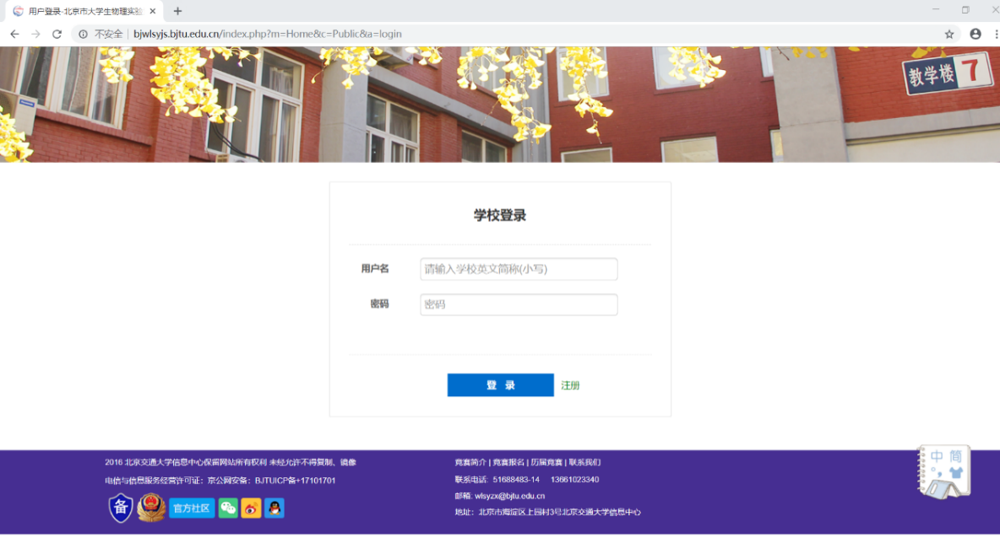 用户登录-北京市大学生物理实验
不安全 | bjwlsyjs.bjtu.edu.cn/index.php?m=Home&c=Public&a=login
教学楼 7
学校登录
用户名 请输入学校英文简称(小写)
密码 密码
登 录 注册
2016 北京交通大学信息中心保留网站所有权利 未经允许不得复制、镜像
电信与信息服务经营许可证：京公网安备：BJTUICP备+17101701
备 官方社区
竞赛简介 | 竞赛报名 | 历届竞赛 | 联系我们
联系电话: 51688483-14 13661023340
邮箱: wlsyzx@bjtu.edu.cn
地址：北京市海淀区上园村3号北京交通大学信息中心
中 简